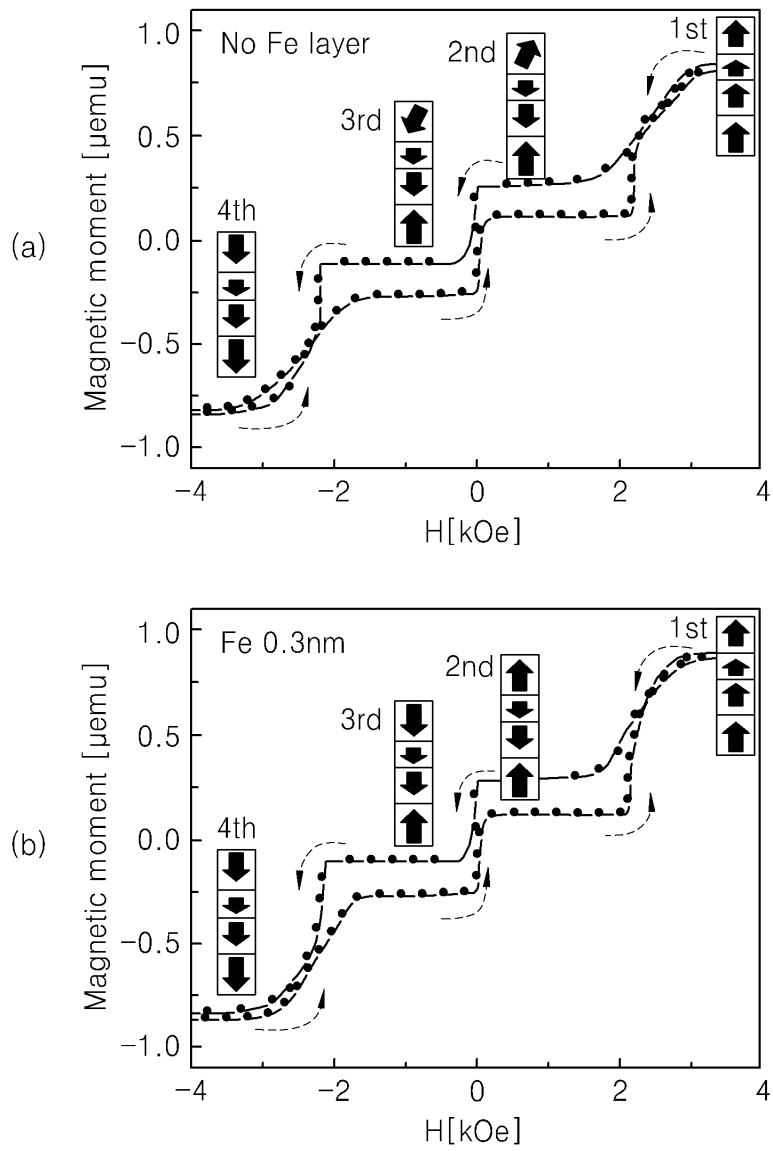 (a)
Magnetic moment [μemu]
1.0
0.5
0.0
−0.5
−1.0
No Fe layer
1st
2nd
3rd
4th
−4
−2
0
2
4
H[kOe]
(b)
Magnetic moment [μemu]
1.0
0.5
0.0
−0.5
−1.0
Fe 0.3nm
1st
2nd
3rd
4th
−4
−2
0
2
4
H[kOe]